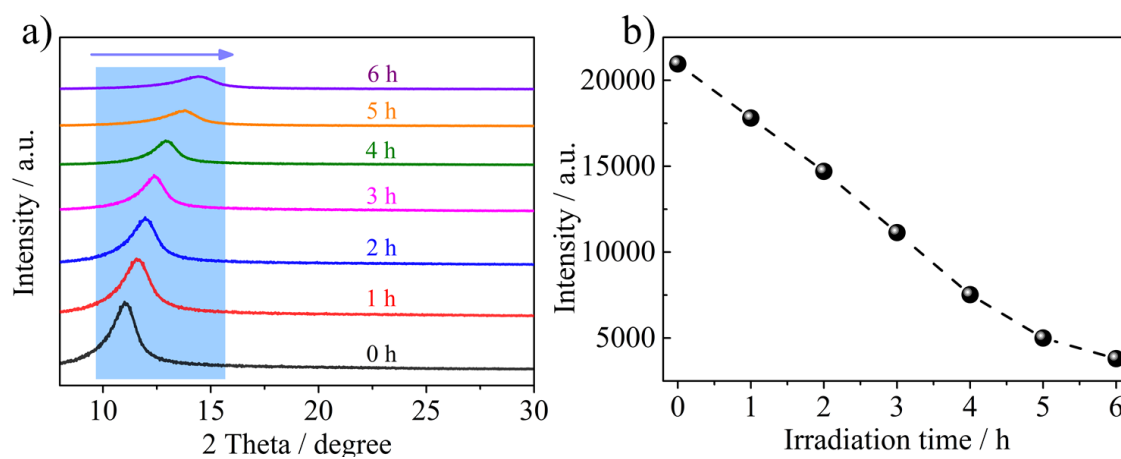 a)
Intensity / a.u.
6 h
5 h
4 h
3 h
2 h
1 h
0 h
10 15 20 25 30
2 Theta / degree
b)
Intensity / a.u.
20000
15000
10000
5000
0 1 2 3 4 5 6
Irradiation time / h